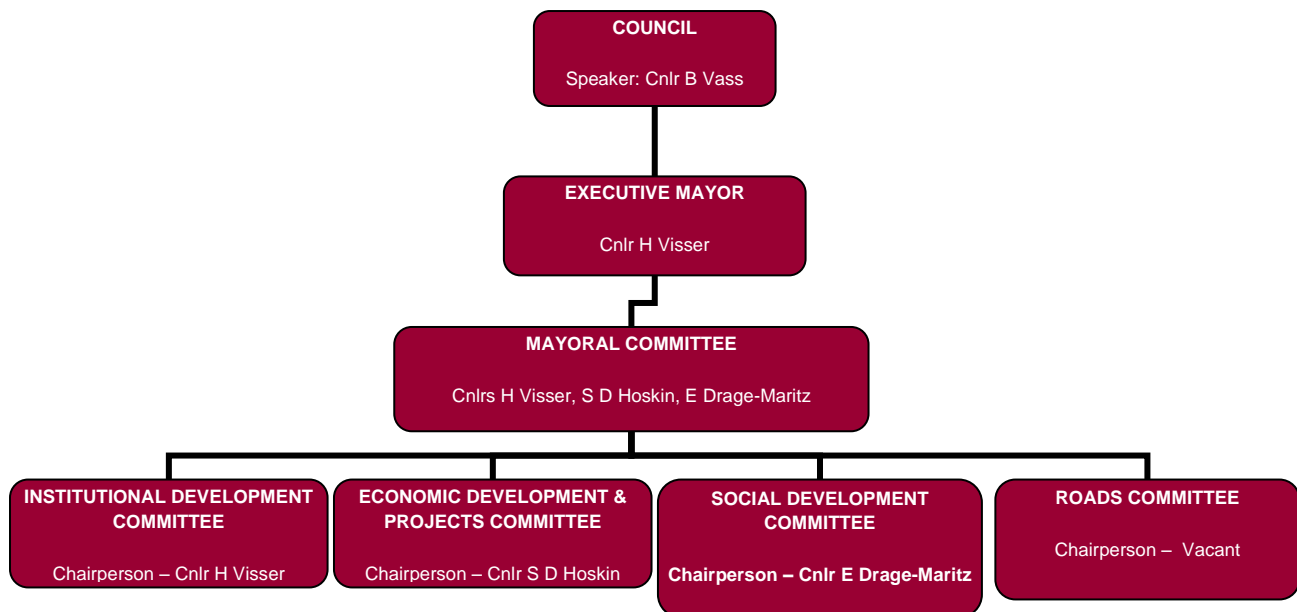 COUNCIL
Speaker: Cnlr B Vass
EXECUTIVE MAYOR
Cnlr H Visser
MAYORAL COMMITTEE
Cnlrs H Visser, S D Hoskin, E Drage-Maritz
INSTITUTIONAL DEVELOPMENT
COMMITTEE
Chairperson – Cnlr H Visser
ECONOMIC DEVELOPMENT &
PROJECTS COMMITTEE
Chairperson – Cnlr S D Hoskin
SOCIAL DEVELOPMENT
COMMITTEE
Chairperson – Cnlr E Drage-Maritz
ROADS COMMITTEE
Chairperson – Vacant